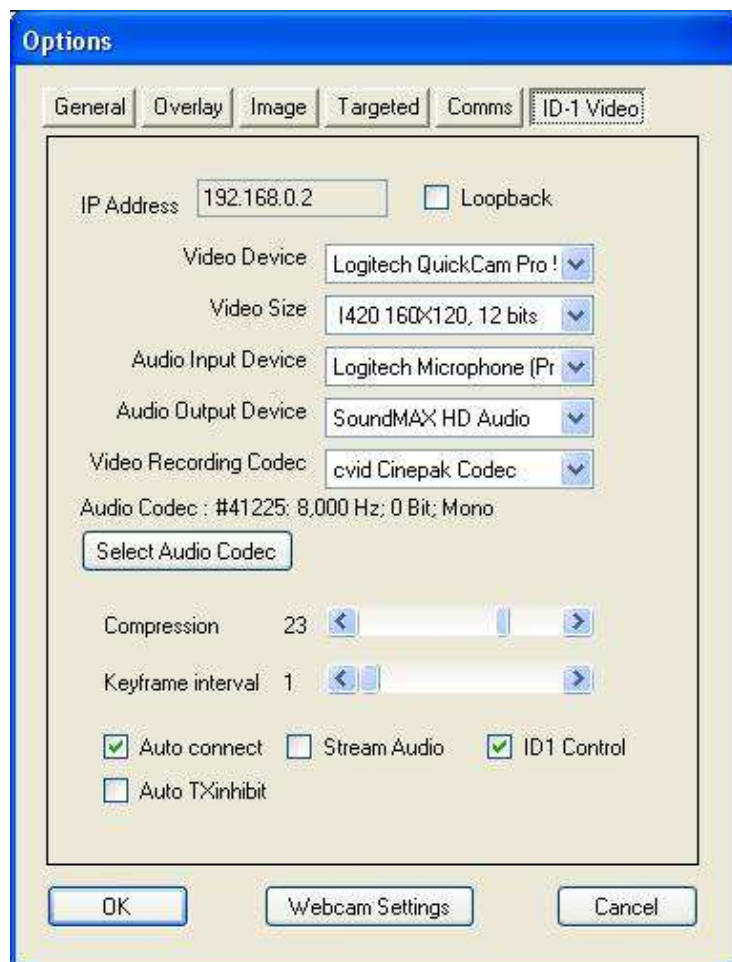 Options
General Overlay Image Targeted Comms ID-1 Video
IP Address 192.168.0.2 Loopback
Video Device Logitech QuickCam Pro
Video Size I420 160X120, 12 bits
Audio Input Device Logitech Microphone (Pr
Audio Output Device SoundMAX HD Audio
Video Recording Codec cvid Cinepak Codec
Audio Codec : #41225: 8,000 Hz; 0 Bit; Mono
Select Audio Codec
Compression 23
Keyframe interval 1
Auto connect Stream Audio ID1 Control
Auto TXinhibit
OK Webcam Settings Cancel